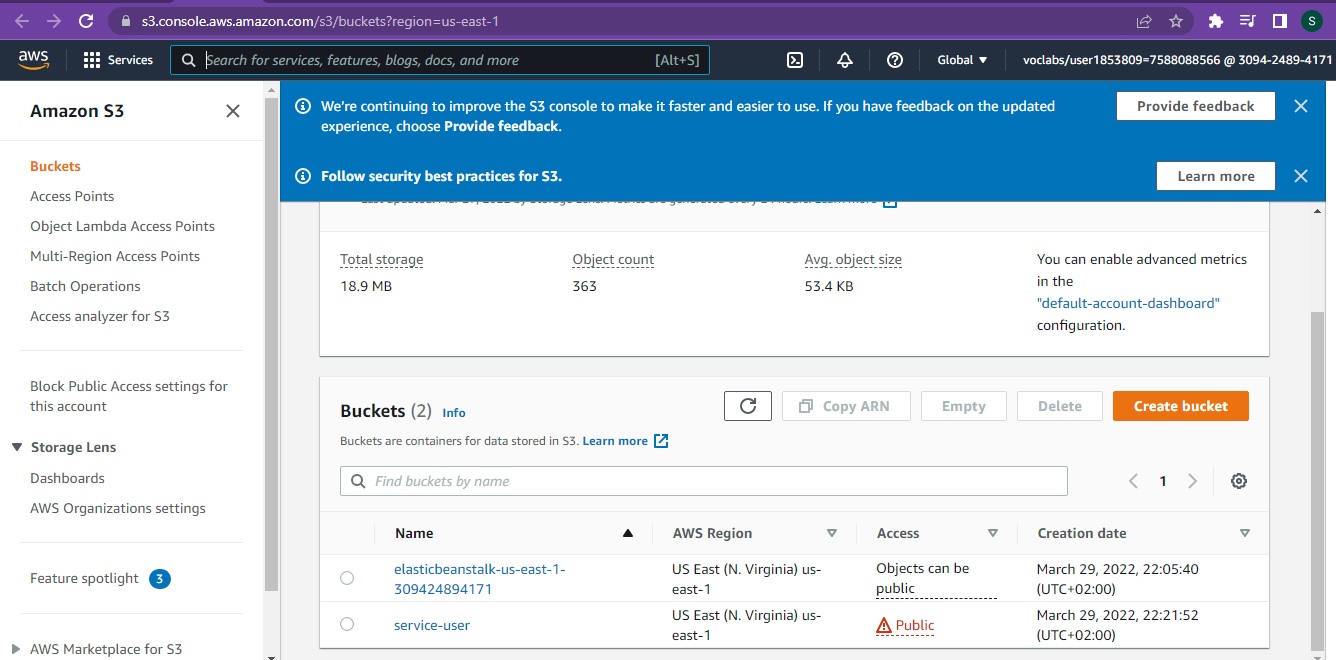 s3.console.aws.amazon.com/s3/buckets?region=us-east-1
S
aws
Services
Search for services, features, blogs, docs, and more
[Alt+S]
Global
voclabs/user1853809=7588088566 @ 3094-2489-4171
Amazon S3
Buckets
Access Points
Object Lambda Access Points
Multi-Region Access Points
Batch Operations
Access analyzer for S3
Block Public Access settings for
this account
Storage Lens
Dashboards
AWS Organizations settings
Feature spotlight 3
AWS Marketplace for S3
We're continuing to improve the S3 console to make it faster and easier to use. If you have feedback on the updated
experience, choose Provide feedback.
Provide feedback
Follow security best practices for S3.
Learn more
Total storage
18.9 MB
Object count
363
Avg. object size
53.4 KB
You can enable advanced metrics
in the
"default-account-dashboard"
configuration.
Buckets (2) Info
Copy ARN
Empty
Delete
Create bucket
Buckets are containers for data stored in S3. Learn more
Find buckets by name
1
Name
AWS Region
Access
Creation date
elasticbeanstalk-us-east-1-
309424894171
US East (N. Virginia) us-
east-1
Objects can be
public
March 29, 2022, 22:05:40
(UTC+02:00)
service-user
US East (N. Virginia) us-
east-1
Public
March 29, 2022, 22:21:52
(UTC+02:00)